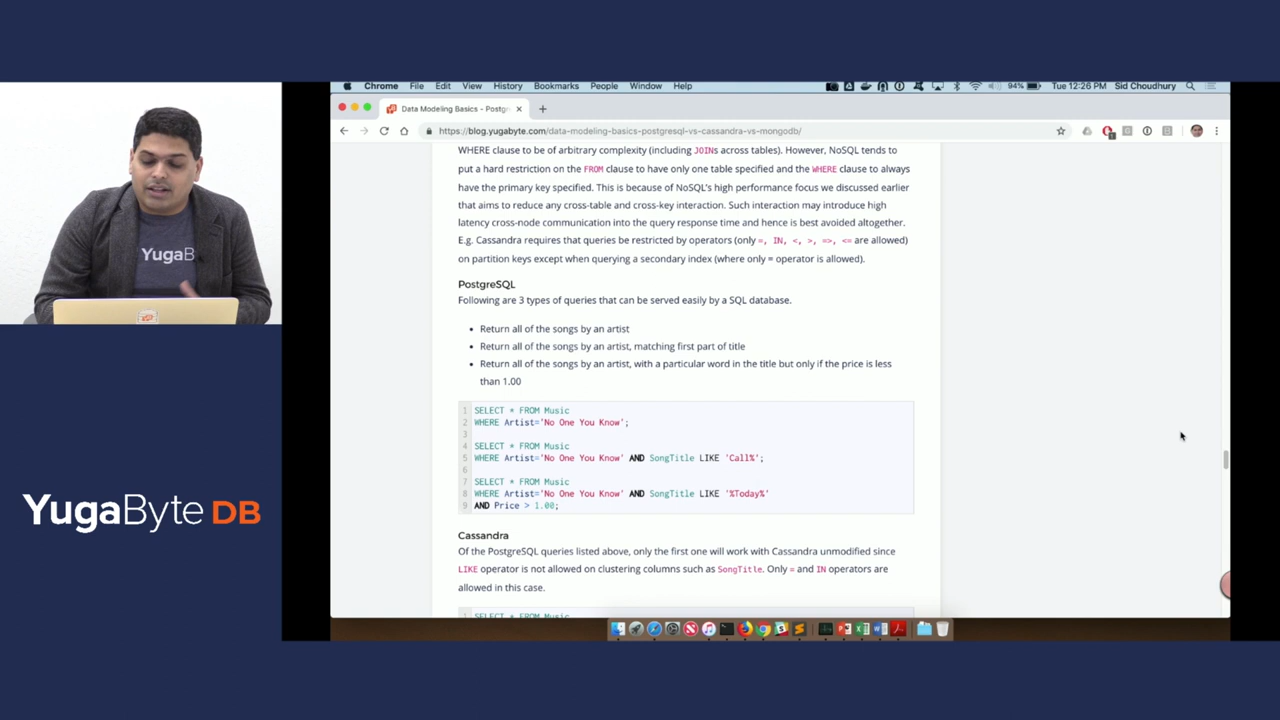 Chrome File Edit View History Bookmarks People Window Help 94% Tue 12:26 PM Sid Choudhury
Data Modeling Basics - Postgr
https://blog.yugabyte.com/data-modeling-basics-postgresql-vs-cassandra-vs-mongodb/
WHERE clause to be of arbitrary complexity (including JOINs across tables). However, NoSQL tends to
put a hard restriction on the FROM clause to have only one table specified and the WHERE clause to always
have the primary key specified. This is because of NoSQL's high performance focus we discussed earlier
that aims to reduce any cross-table and cross-key interaction. Such interaction may introduce high
latency cross-node communication into the query response time and hence is best avoided altogether.
E.g. Cassandra requires that queries be restricted by operators (only =, IN, <, >, =>, <= are allowed)
on partition keys except when querying a secondary index (where only = operator is allowed).
PostgreSQL
Following are 3 types of queries that can be served easily by a SQL database.
• Return all of the songs by an artist
• Return all of the songs by an artist, matching first part of title
• Return all of the songs by an artist, with a particular word in the title but only if the price is less
than 1.00
1 SELECT * FROM Music
2 WHERE Artist='No One You Know';
3
4 SELECT * FROM Music
5 WHERE Artist='No One You Know' AND SongTitle LIKE 'Call%';
6
7 SELECT * FROM Music
8 WHERE Artist='No One You Know' AND SongTitle LIKE '%Today%'
9 AND Price > 1.00;
Cassandra
Of the PostgreSQL queries listed above, only the first one will work with Cassandra unmodified since
LIKE operator is not allowed on clustering columns such as SongTitle. Only = and IN operators are
allowed in this case.
1 SELECT * FROM Music
YugaB
YugaByte DB